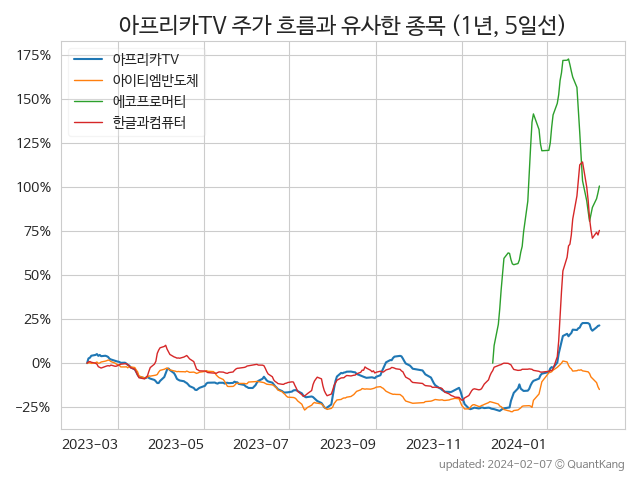 아프리카TV 주가 흐름과 유사한 종목 (1년, 5일선)
아프리카TV
아이티엠반도체
에코프로머티
한글과컴퓨터
175%
150%
125%
100%
75%
50%
25%
0%
−25%
2023-03 2023-05 2023-07 2023-09 2023-11 2024-01
updated: 2024-02-07 © QuantKang